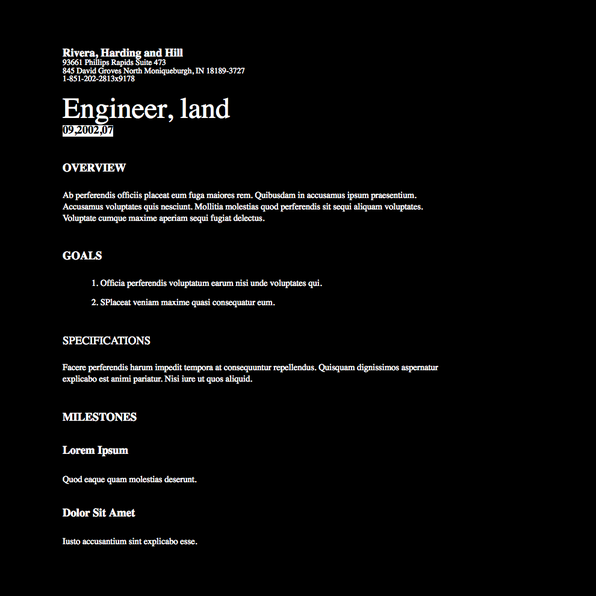 Rivera, Harding and Hill
93661 Phillips Rapids Suite 473
845 David Groves North Moniqueburgh, IN 18189-3727
1-851-202-2813x9178
Engineer, land
09,2002,07
OVERVIEW
Ab perferendis officiis placeat eum fuga maiores rem. Quibusdam in accusamus ipsum praesentium.
Accusamus voluptates quis nesciunt. Mollitia molestias quod perferendis sit sequi aliquam voluptates.
Voluptate cumque maxime aperiam sequi fugiat delectus.
GOALS
1. Officia perferendis voluptatum earum nisi unde voluptates qui.
2. SPlaceat veniam maxime quasi consequatur eum.
SPECIFICATIONS
Facere perferendis harum impedit tempora at consequuntur repellendus. Quisquam dignissimos aspernatur
explicabo est animi pariatur. Nisi iure ut quos aliquid.
MILESTONES
Lorem Ipsum
Quod eaque quam molestias deserunt.
Dolor Sit Amet
Iusto accusantium sint explicabo esse.